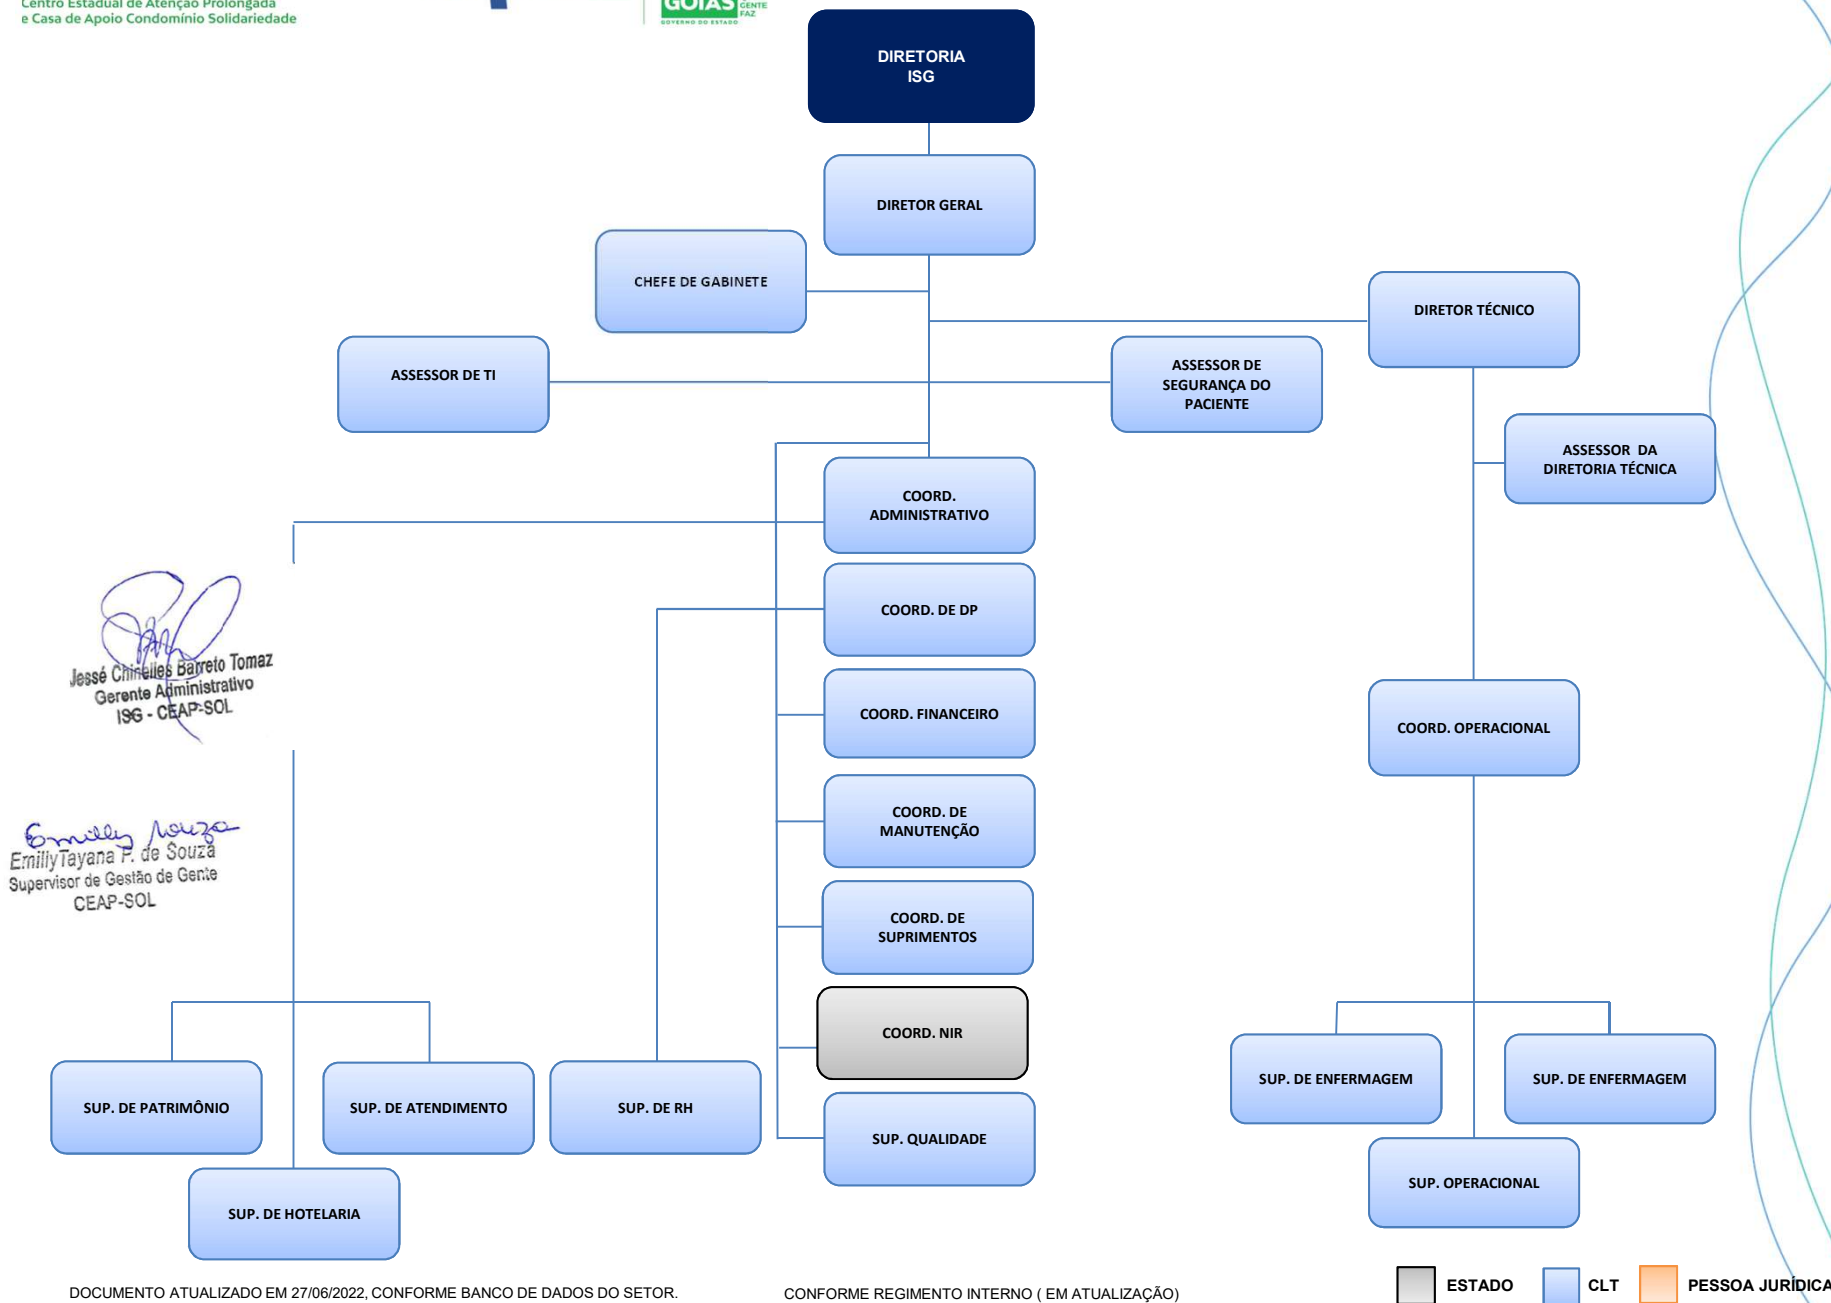 Centro Estadual de Atenção Prolongada
e Casa de Apoio Condomínio Solidariedade
GOIÁS
GENTE
FAZ
GOVERNO DO ESTADO
DIRETORIA
ISG
DIRETOR GERAL
CHEFE DE GABINETE
DIRETOR TÉCNICO
ASSESSOR DE TI
ASSESSOR DE
SEGURANÇA DO
PACIENTE
ASSESSOR DA
DIRETORIA TÉCNICA
COORD.
ADMINISTRATIVO
COORD. DE DP
Jessé Chinelles Barreto Tomaz
Gerente Administrativo
ISG - CEAP-SOL
COORD. FINANCEIRO
COORD. OPERACIONAL
COORD. DE
MANUTENÇÃO
Emilly Souza
Emilly Tayana P. de Souza
Supervisor de Gestão de Gente
CEAP-SOL
COORD. DE
SUPRIMENTOS
COORD. NIR
SUP. DE PATRIMÔNIO
SUP. DE ATENDIMENTO
SUP. DE RH
SUP. QUALIDADE
SUP. DE ENFERMAGEM
SUP. DE ENFERMAGEM
SUP. DE HOTELARIA
SUP. OPERACIONAL
DOCUMENTO ATUALIZADO EM 27/06/2022, CONFORME BANCO DE DADOS DO SETOR.
CONFORME REGIMENTO INTERNO ( EM ATUALIZAÇÃO)
ESTADO
CLT
PESSOA JURÍDICA